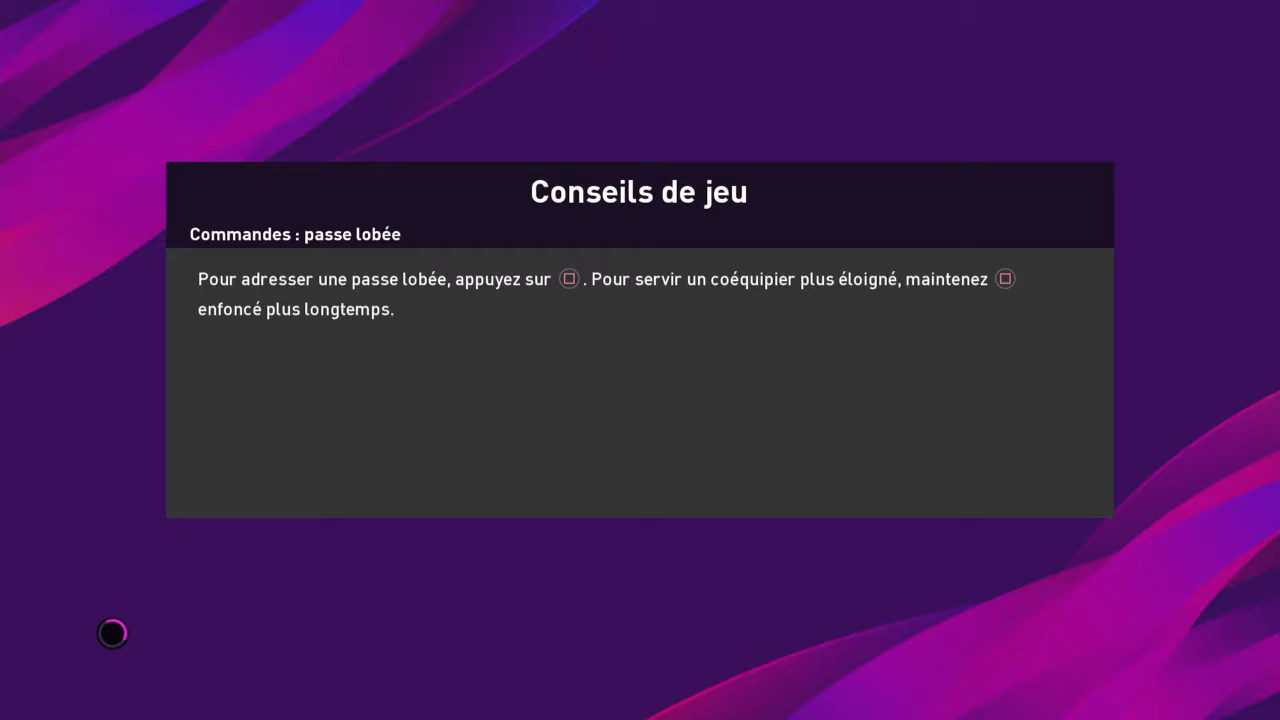 Conseils de jeu
Commandes : passe lobée
Pour adresser une passe lobée, appuyez sur □. Pour servir un coéquipier plus éloigné, maintenez □
enfoncé plus longtemps.